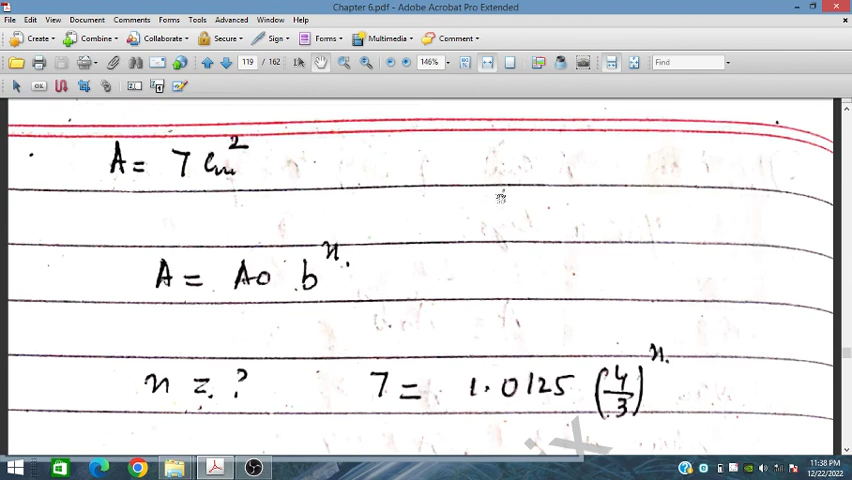 Chapter 6.pdf - Adobe Acrobat Pro Extended
File Edit View Document Comments Forms Tools Advanced Window Help
Create Combine Collaborate Secure Sign Forms Multimedia Comment
119 / 162 146% Find
A = 7 cm²
A = A0 bⁿ.
n = ? 7 = 1.0125 (4/3)ⁿ.
11:38 PM
12/22/2022